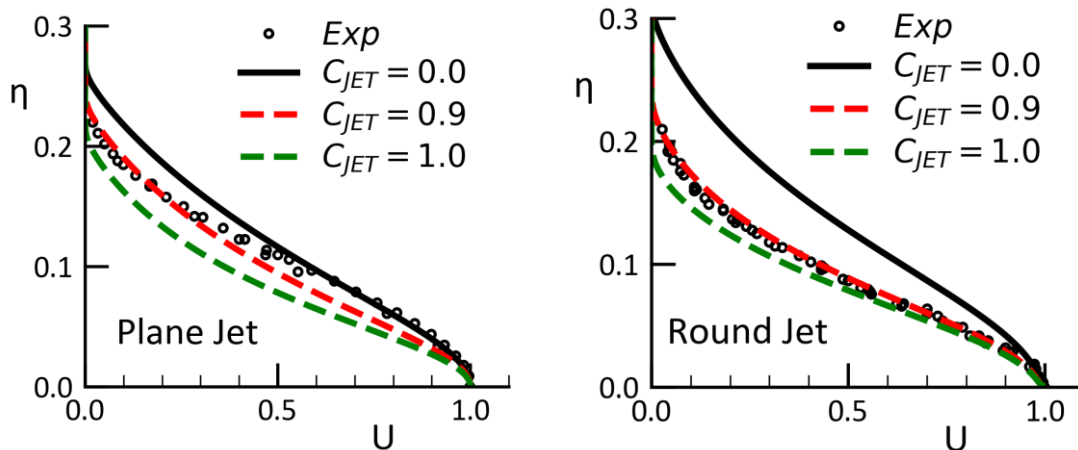 0.3
Exp
C_JET = 0.0
η
C_JET = 0.9
0.2
C_JET = 1.0
0.1
Plane Jet
0.0
0.0 0.5 1.0
U
0.3
Exp
C_JET = 0.0
η
C_JET = 0.9
0.2
C_JET = 1.0
0.1
Round Jet
0.0
0.0 0.5 1.0
U